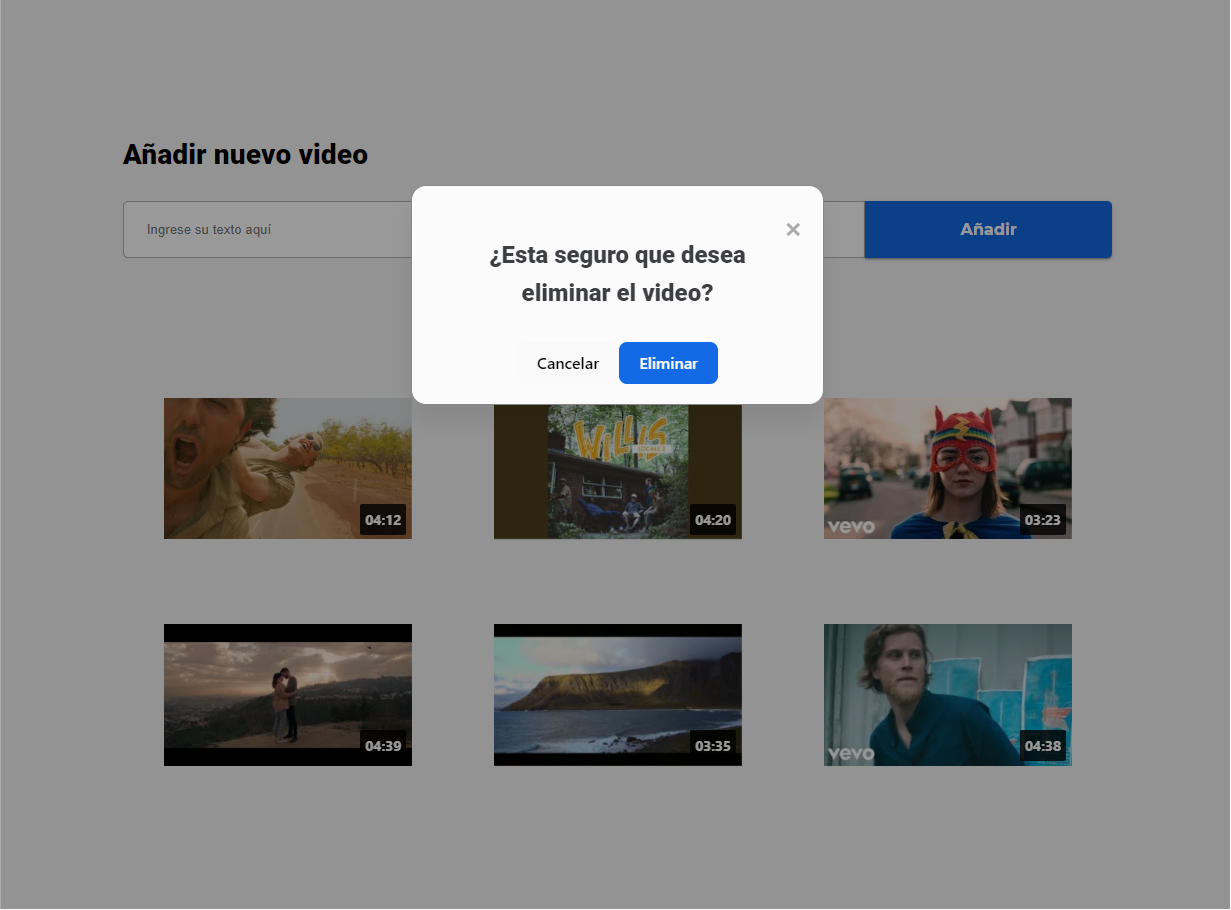 Añadir nuevo video
Ingrese su texto aquí
Añadir
×
¿Esta seguro que desea
eliminar el video?
Cancelar
Eliminar
WILLIS
04:12
04:20
vevo
03:23
04:39
03:35
vevo
04:38